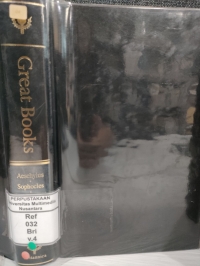 Great Books
Aeschylus
Sophocles
PERPUSTAKAAN
Universitas Multimedia
Nusantara
Ref
032
Bri
v.4